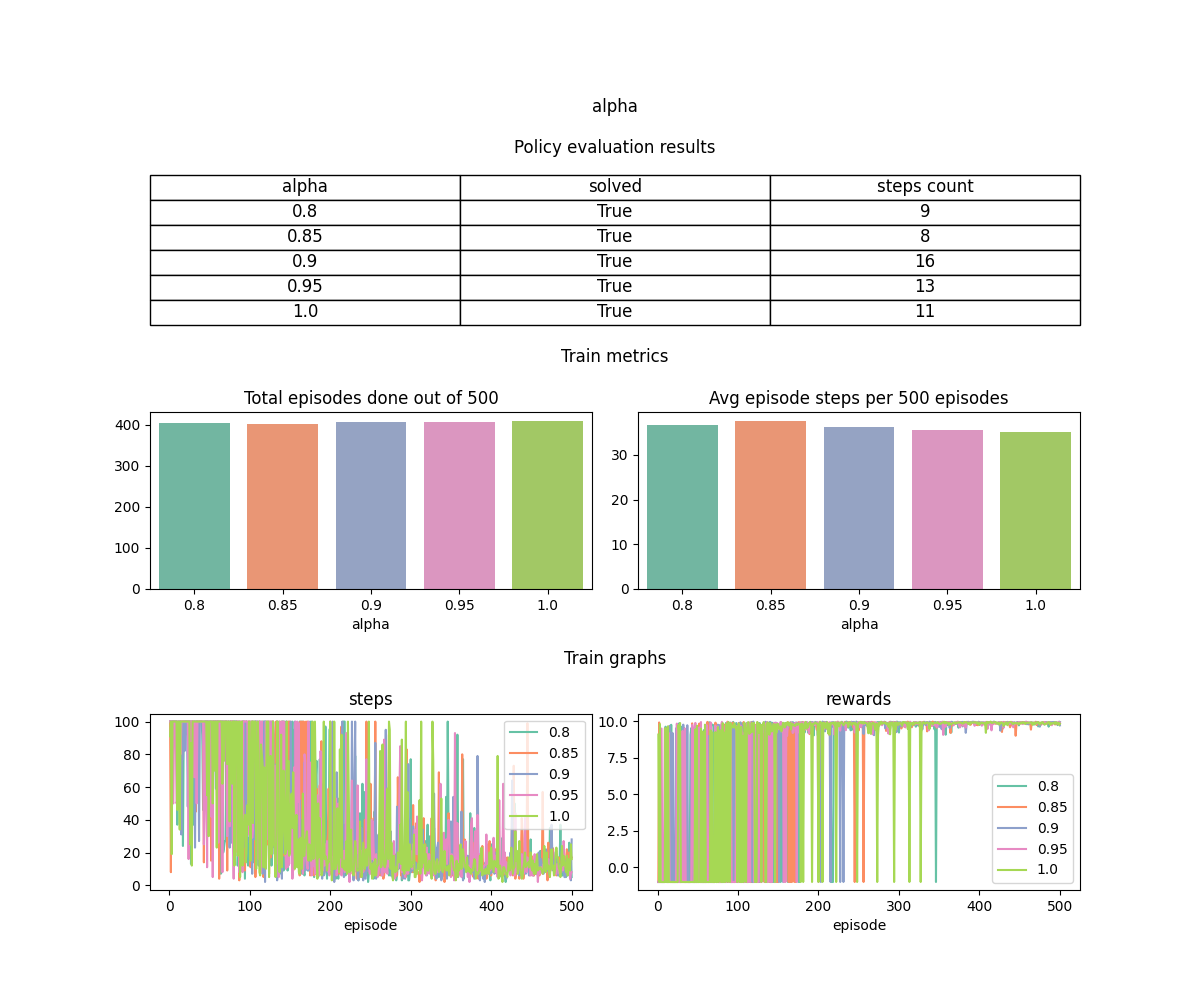 alpha
Policy evaluation results
alpha solved steps count
0.8 True 9
0.85 True 8
0.9 True 16
0.95 True 13
1.0 True 11
Train metrics
Total episodes done out of 500
400
300
200
100
0
0.8 0.85 0.9 0.95 1.0
alpha
Avg episode steps per 500 episodes
30
20
10
0
0.8 0.85 0.9 0.95 1.0
alpha
Train graphs
steps
100
80
60
40
20
0
0.8
0.85
0.9
0.95
1.0
0 100 200 300 400 500
episode
rewards
10.0
7.5
5.0
2.5
0.0
0.8
0.85
0.9
0.95
1.0
0 100 200 300 400 500
episode